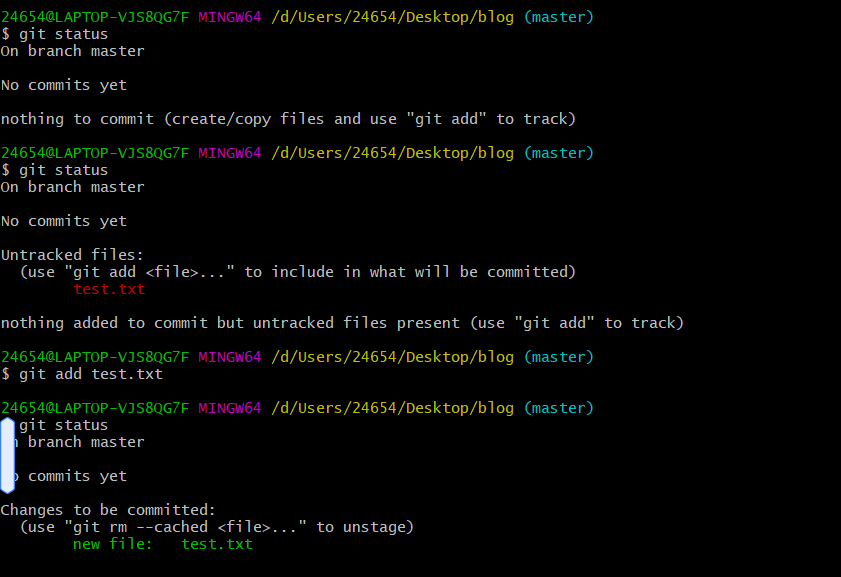 24654@LAPTOP-VJS8QG7F MINGW64 /d/Users/24654/Desktop/blog (master)
$ git status
On branch master
No commits yet
nothing to commit (create/copy files and use "git add" to track)
24654@LAPTOP-VJS8QG7F MINGW64 /d/Users/24654/Desktop/blog (master)
$ git status
On branch master
No commits yet
Untracked files:
(use "git add <file>..." to include in what will be committed)
test.txt
nothing added to commit but untracked files present (use "git add" to track)
24654@LAPTOP-VJS8QG7F MINGW64 /d/Users/24654/Desktop/blog (master)
$ git add test.txt
24654@LAPTOP-VJS8QG7F MINGW64 /d/Users/24654/Desktop/blog (master)
git status
branch master
commits yet
Changes to be committed:
(use "git rm --cached <file>..." to unstage)
new file: test.txt